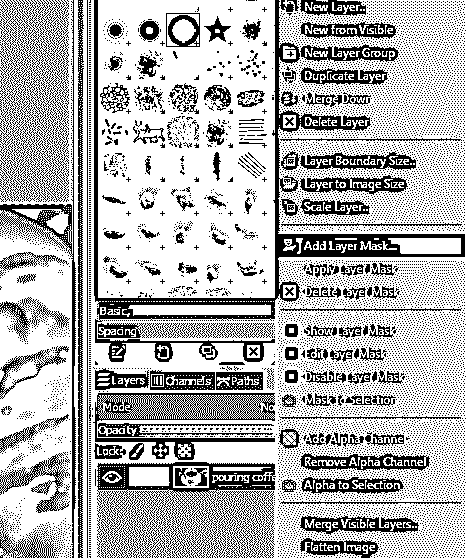 New Layer..
New from Visible
New Layer Group
Duplicate Layer
Merge Down
Delete Layer
Layer Boundary Size..
Layer to Image Size
Scale Layer..
Add Layer Mask...
Apply Layer Mask
Delete Layer Mask
Basic,
Spacing
Show Layer Mask
Edit Layer Mask
Disable Layer Mask
Mask to Selection
Layers Channels Paths
Mode No
Opacity
Lock:
pouring coff
Add Alpha Channel
Remove Alpha Channel
Alpha to Selection
Merge Visible Layers..
Flatten Image